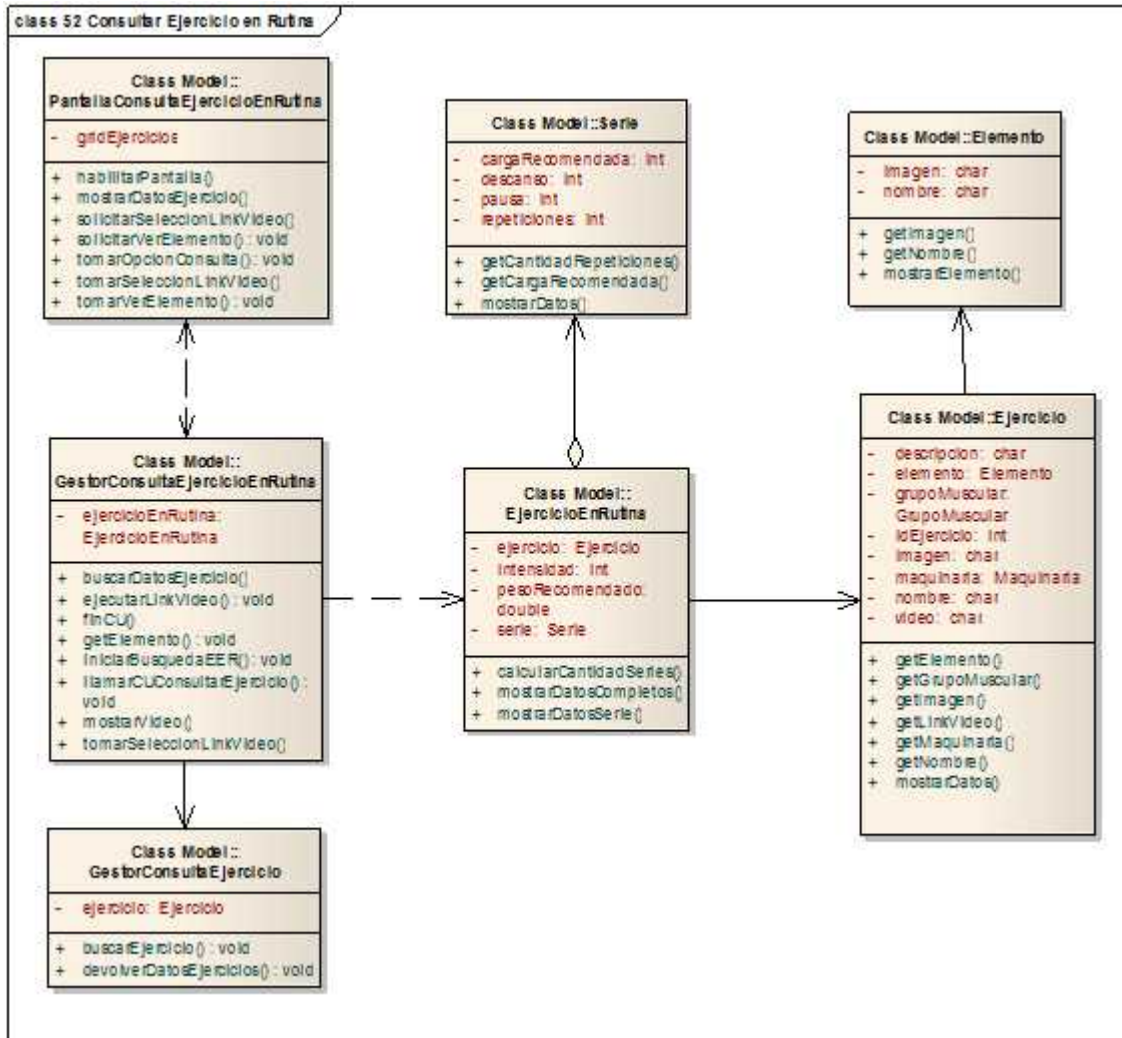 class 52 Consultar Ejercicio en Rutina
Class Model::
PantallaConsultaEjercicioEnRutina
- gridEjercicios
+ habilitarPantalla()
+ mostrarDatosEjercicio()
+ solicitarSeleccionLinkVideo()
+ solicitarVerElemento() : void
+ tomarOpcionConsulta() : void
+ tomarSeleccionLinkVideo()
+ tomarVerElemento() : void
Class Model::Serie
- cargaRecomendada: int
- descanso: int
- pausa: int
- repeticiones: int
+ getCantidadRepeticiones()
+ getCargaRecomendada()
+ mostrarDatos()
Class Model::Elemento
- imagen: char
- nombre: char
+ getImagen()
+ getNombre()
+ mostrarElemento()
Class Model::
GestorConsultaEjercicioEnRutina
- ejercicioEnRutina:
EjercicioEnRutina
+ buscarDatosEjercicio()
+ ejecutarLinkVideo() : void
+ finCU()
+ getElemento() : void
+ iniciarBusquedaEER() : void
+ llamarCUConsultarEjercicio() :
void
+ mostrarVideo()
+ tomarSeleccionLinkVideo()
Class Model::
EjercicioEnRutina
- ejercicio: Ejercicio
- intensidad: int
- pesoRecomendado:
double
- serie: Serie
+ calcularCantidadSeries()
+ mostrarDatosCompletos()
+ mostrarDatosSerie()
Class Model::Ejercicio
- descripcion: char
- elemento: Elemento
- grupoMuscular:
GrupoMuscular
- idEjercicio: int
- imagen: char
- maquinaria: Maquinaria
- nombre: char
- video: char
+ getElemento()
+ getGrupoMuscular()
+ getImagen()
+ getLinkVideo()
+ getMaquinaria()
+ getNombre()
+ mostrarDatos()
Class Model::
GestorConsultaEjercicio
- ejercicio: Ejercicio
+ buscarEjercicio() : void
+ devolverDatosEjercicios() : void